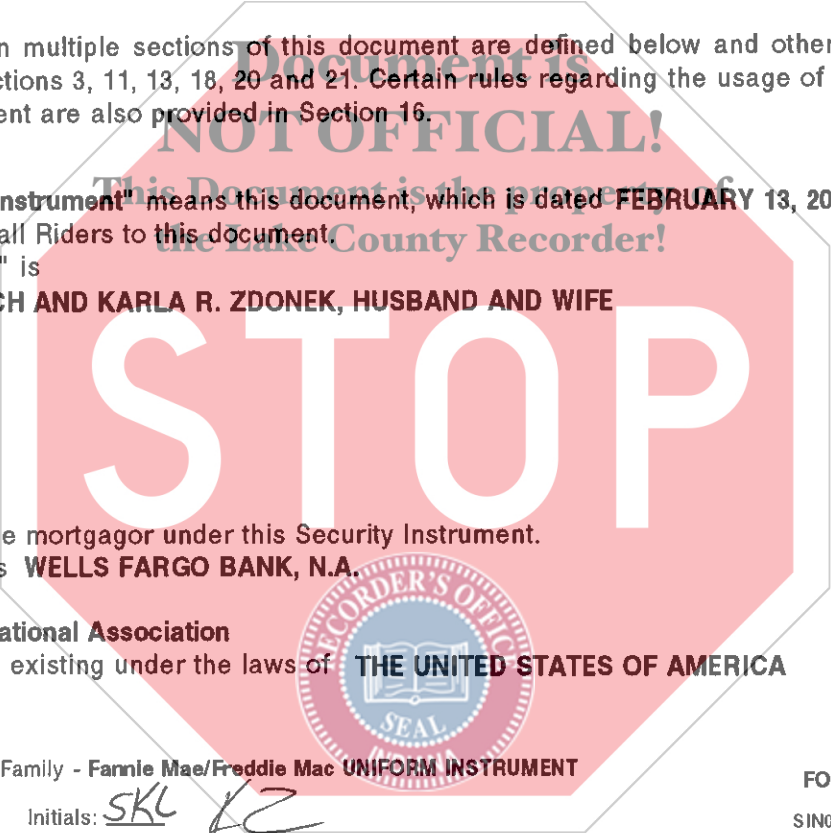 n multiple sections of this document are defined below and other
ctions 3, 11, 13, 18, 20 and 21. Certain rules regarding the usage of
ent are also provided in Section 16.
Document is
NOT OFFICIAL!
This Document is the property of
the Lake County Recorder!
nstrument" means this document, which is dated FEBRUARY 13, 20
all Riders to this document.
" is
CH AND KARLA R. ZDONEK, HUSBAND AND WIFE
STOP
e mortgagor under this Security Instrument.
s WELLS FARGO BANK, N.A.
ational Association
existing under the laws of THE UNITED STATES OF AMERICA
RECORDER'S OFFICE
SEAL
INDIANA
Family - Fannie Mae/Freddie Mac UNIFORM INSTRUMENT
FO
Initials: SKL KZ
SINC